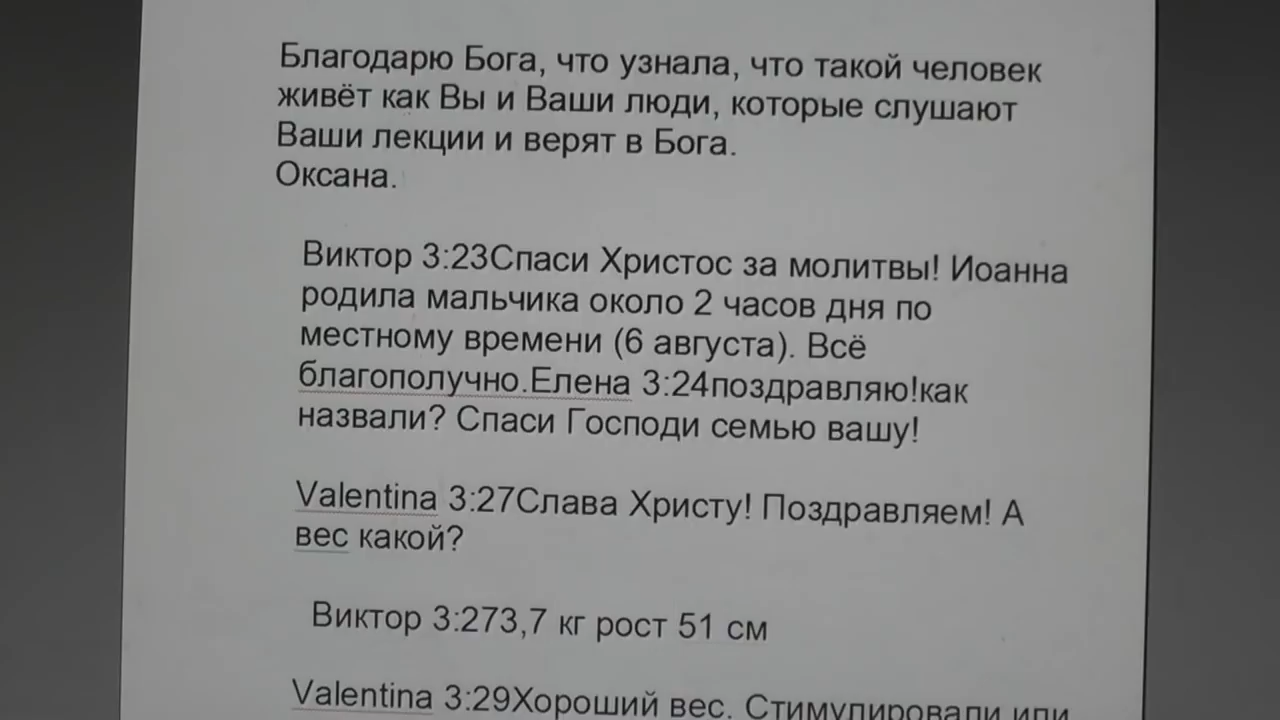 Благодарю Бога, что узнала, что такой человек
живёт как Вы и Ваши люди, которые слушают
Ваши лекции и верят в Бога.
Оксана.
Виктор 3:23Спаси Христос за молитвы! Иоанна
родила мальчика около 2 часов дня по
местному времени (6 августа). Всё
благополучно.Елена 3:24поздравляю!как
назвали? Спаси Господи семью вашу!
Valentina 3:27Слава Христу! Поздравляем! А
вес какой?
Виктор 3:273,7 кг рост 51 см
Valentina 3:29Хороший вес. Стимулировали или